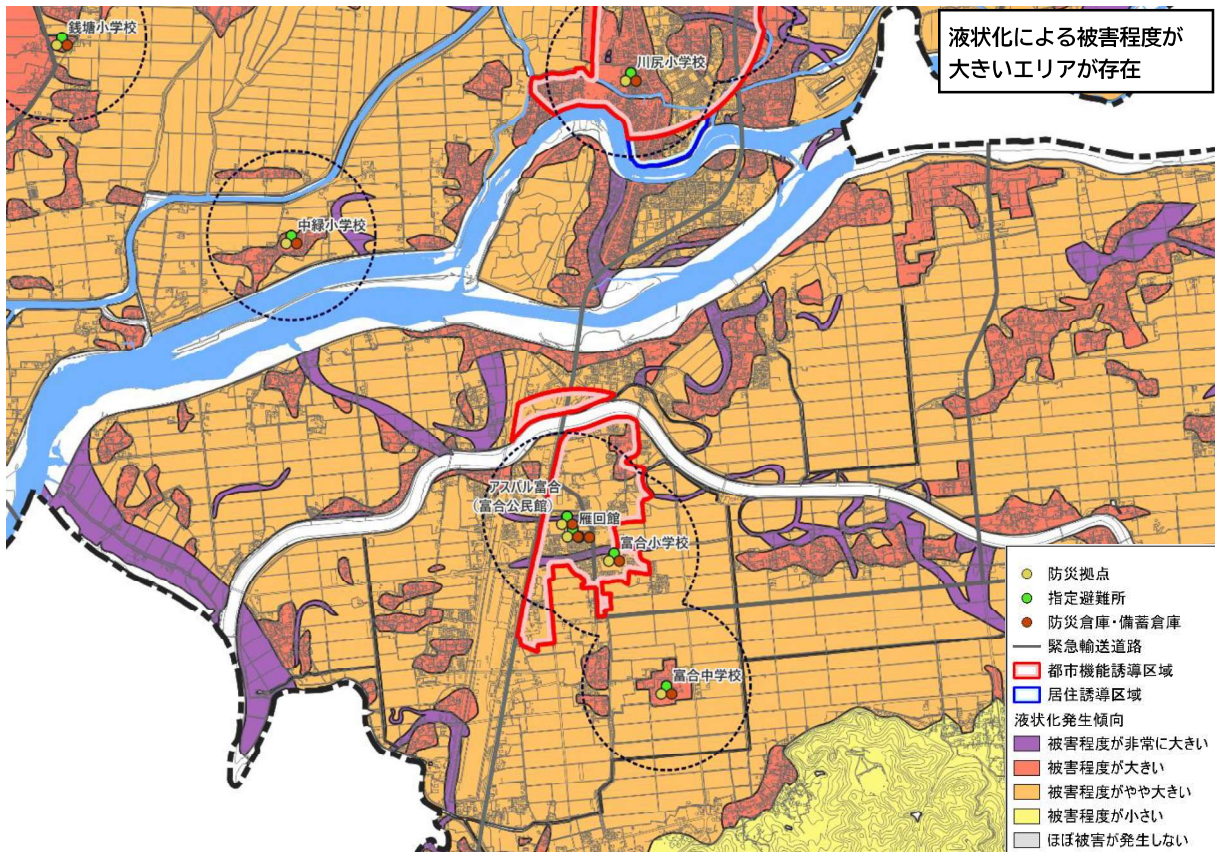 液状化による被害程度が
大きいエリアが存在
銭塘小学校
川尻小学校
中緑小学校
アスパル富合
(富合公民館)
雁回館
富合小学校
富合中学校
防災拠点
指定避難所
防災倉庫・備蓄倉庫
緊急輸送道路
都市機能誘導区域
居住誘導区域
液状化発生傾向
被害程度が非常に大きい
被害程度が大きい
被害程度がやや大きい
被害程度が小さい
ほぼ被害が発生しない